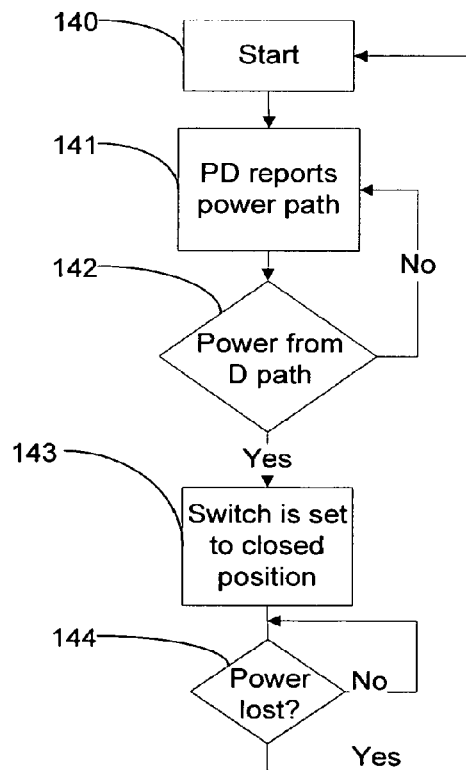 140
Start
141
PD reports
power path
No
142
Power from
D path
Yes
143
Switch is set
to closed
position
144
Power
lost?
No
Yes